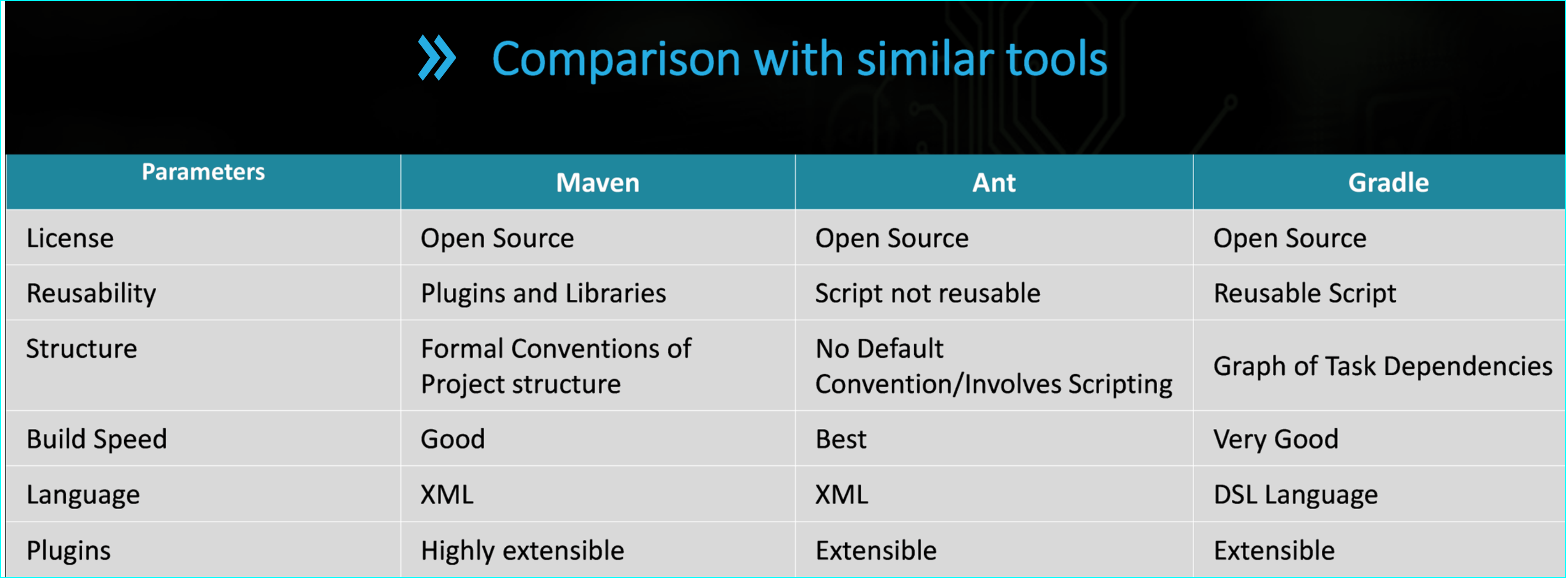 Comparison with similar tools
Parameters Maven Ant Gradle
License Open Source Open Source Open Source
Reusability Plugins and Libraries Script not reusable Reusable Script
Structure Formal Conventions of No Default Graph of Task Dependencies
Project structure Convention/Involves Scripting
Build Speed Good Best Very Good
Language XML XML DSL Language
Plugins Highly extensible Extensible Extensible